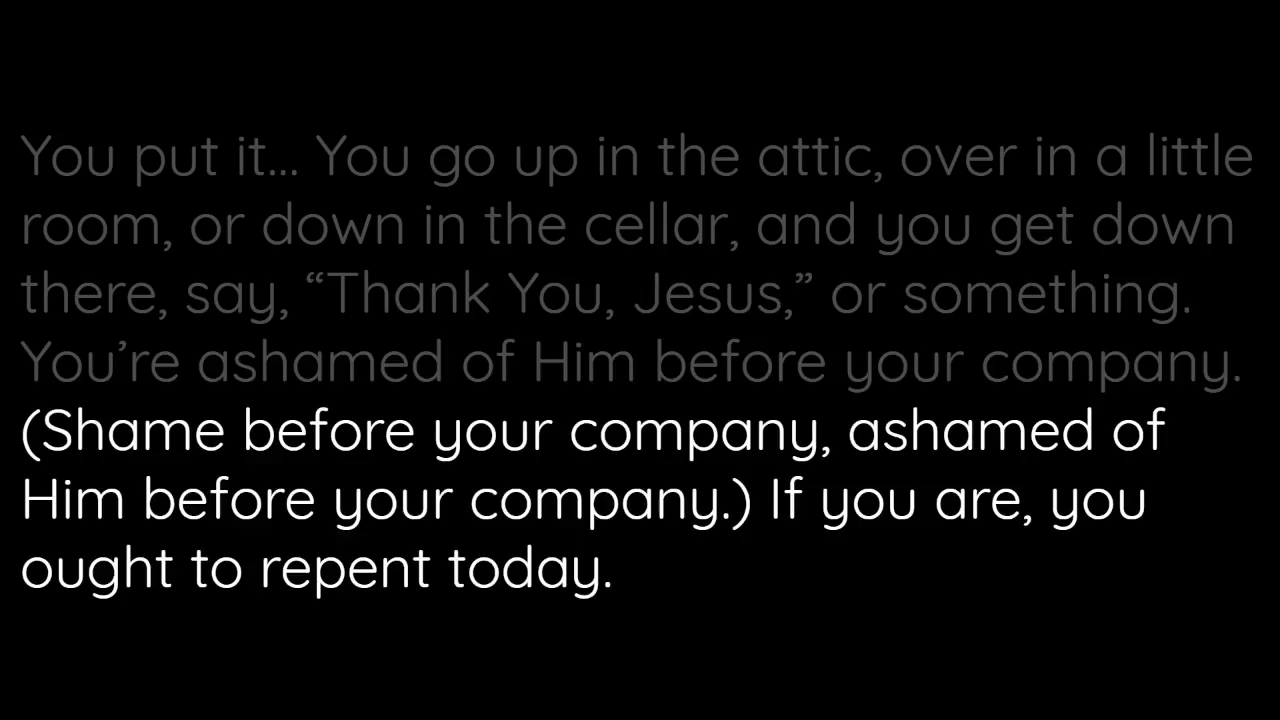 You put it... You go up in the attic, over in a little
room, or down in the cellar, and you get down
there, say, “Thank You, Jesus,” or something.
You’re ashamed of Him before your company.
(Shame before your company, ashamed of
Him before your company.) If you are, you
ought to repent today.